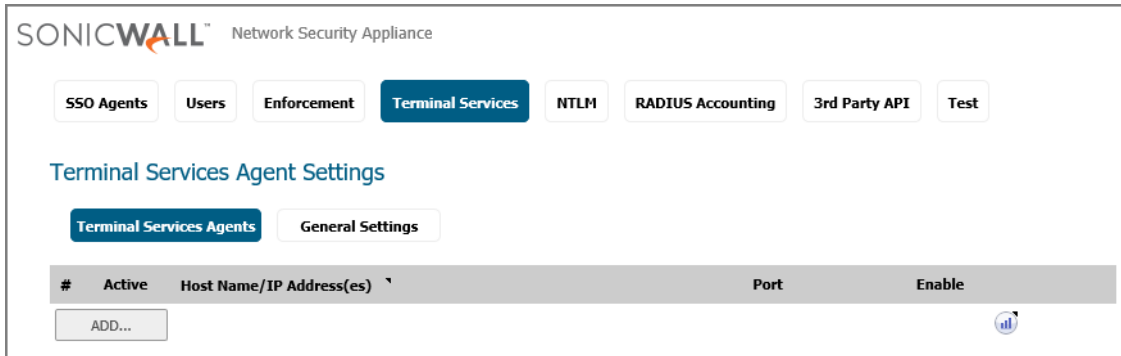 SONICWALL™ Network Security Appliance
SSO Agents Users Enforcement Terminal Services NTLM RADIUS Accounting 3rd Party API Test
Terminal Services Agent Settings
Terminal Services Agents General Settings
# Active Host Name/IP Address(es) Port Enable
ADD...